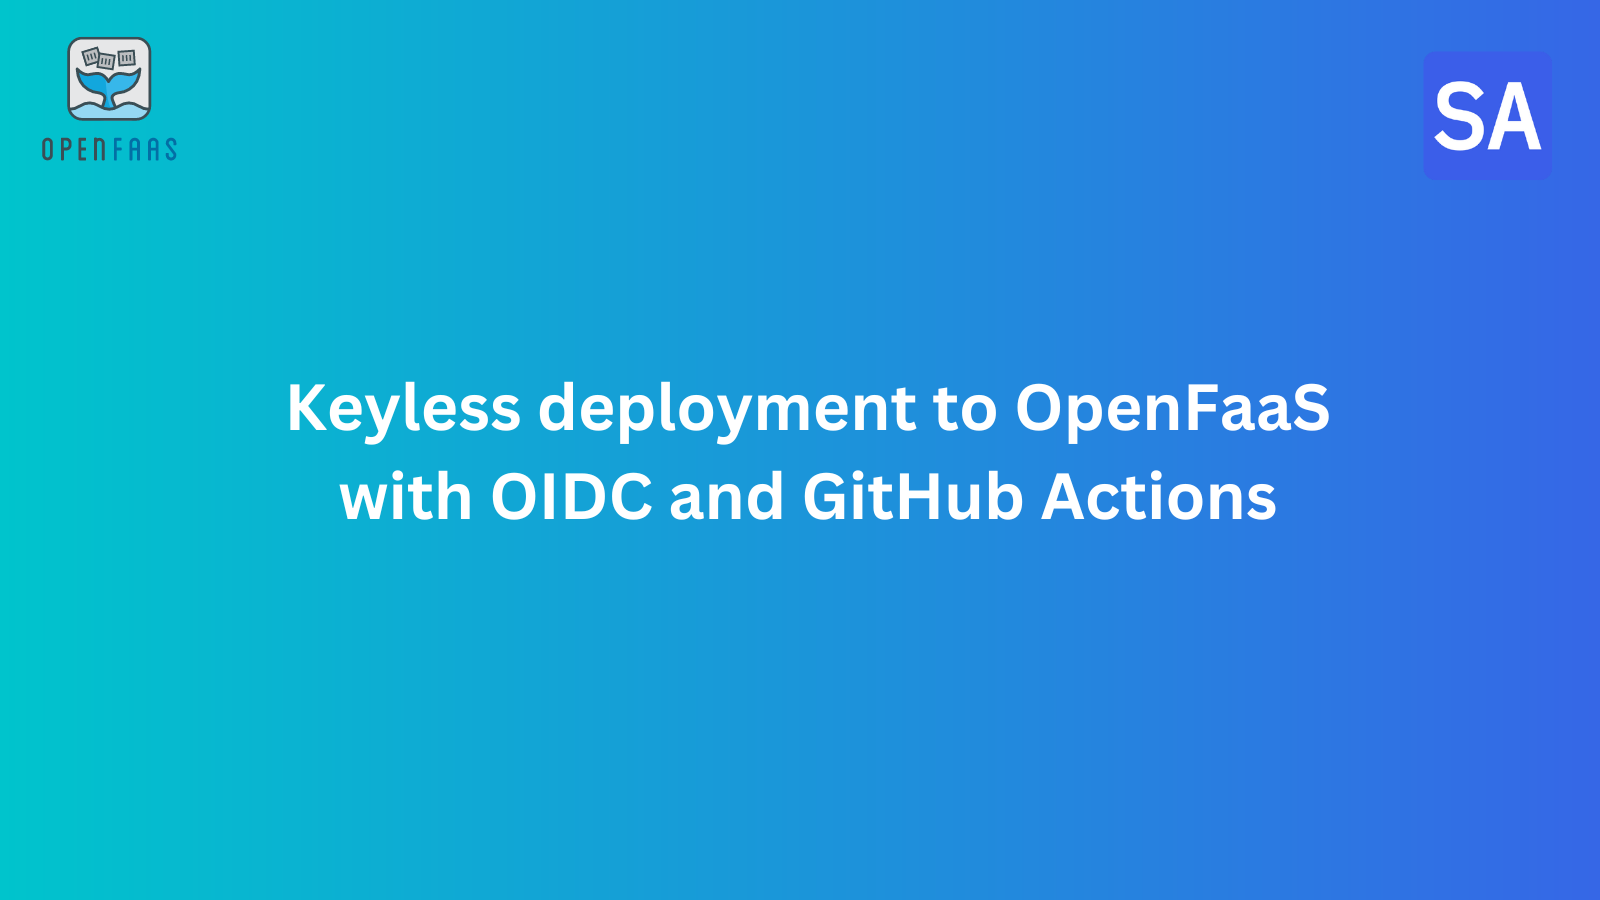 OPENFAAS
SA
Keyless deployment to OpenFaaS
with OIDC and GitHub Actions